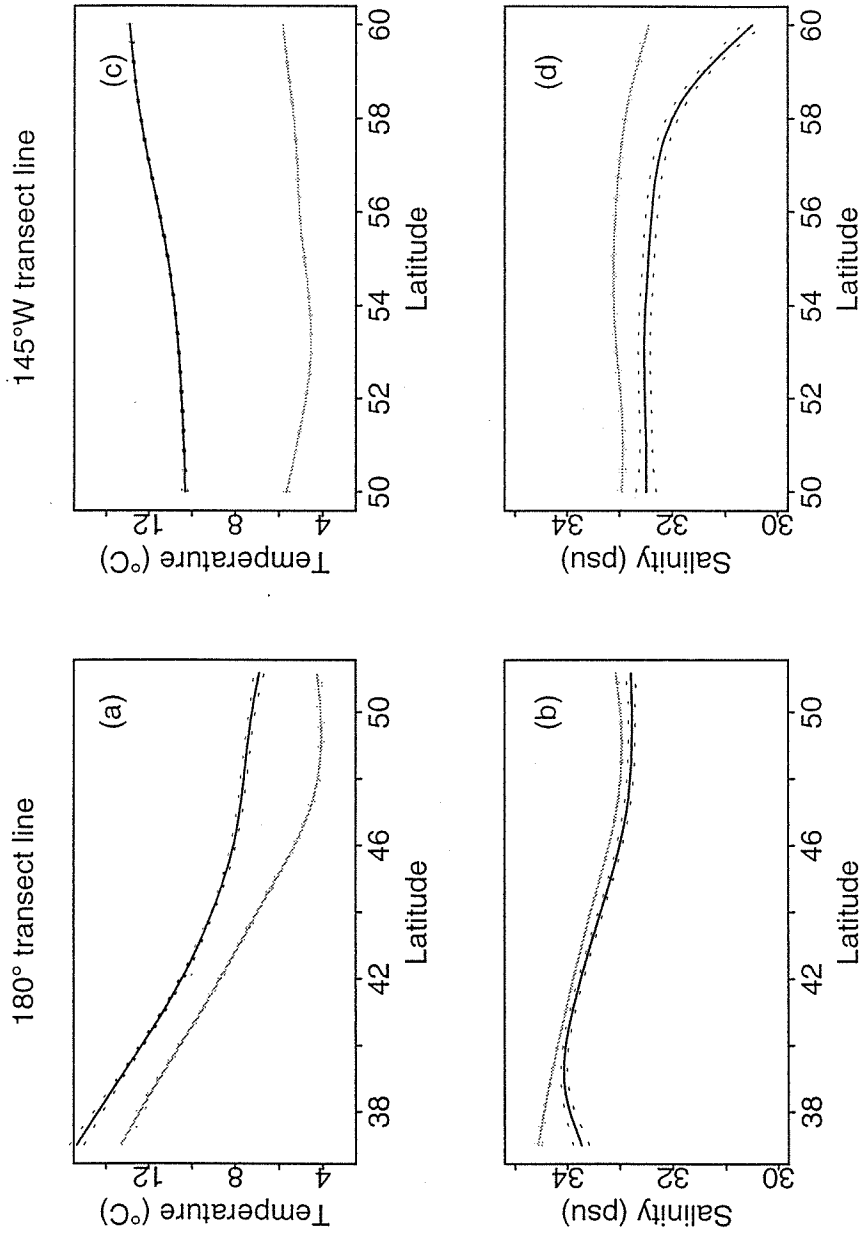 180° transect line
145°W transect line
(a)
Temperature (°C)
12
8
4
38
42
46
50
Latitude
(c)
Temperature (°C)
12
8
4
50
52
54
56
58
60
Latitude
(b)
Salinity (psu)
34
32
30
38
42
46
50
Latitude
(d)
Salinity (psu)
34
32
30
50
52
54
56
58
60
Latitude